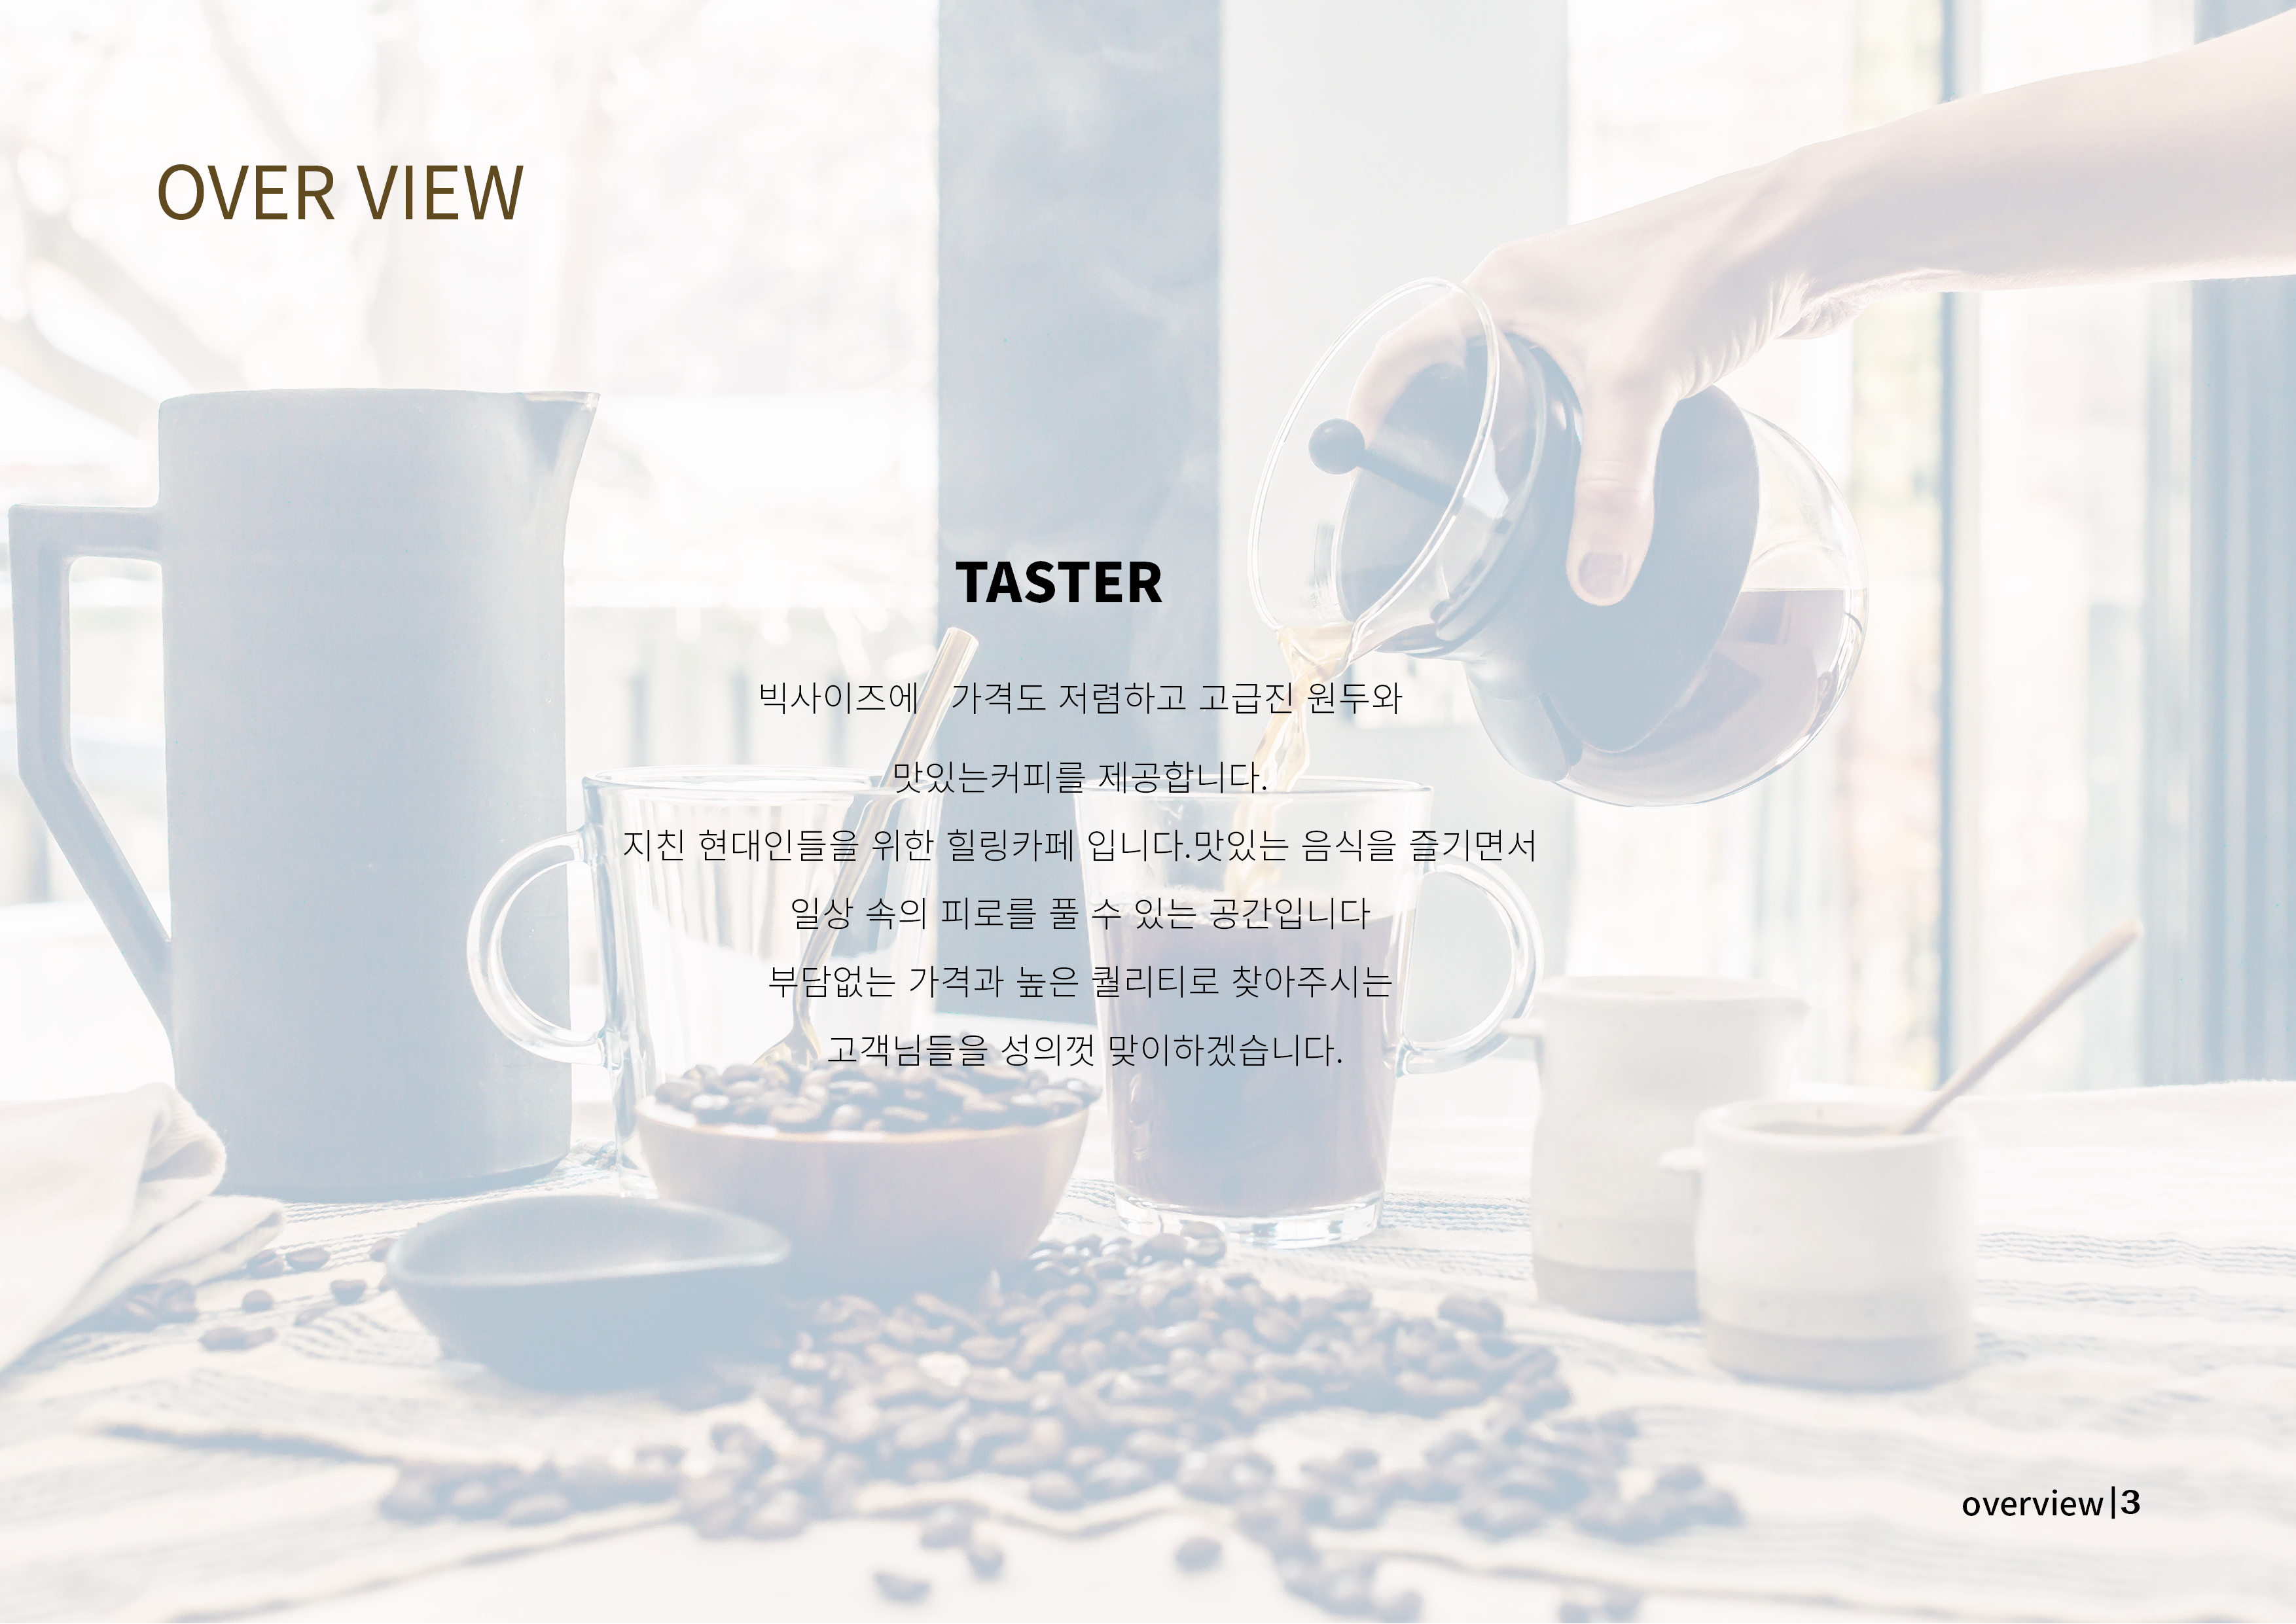 OVER VIEW
TASTER
빅사이즈에 가격도 저렴하고 고급진 원두와
맛있는커피를 제공합니다.
지친 현대인들을 위한 힐링카페 입니다.맛있는 음식을 즐기면서
일상 속의 피로를 풀 수 있는 공간입니다
부담없는 가격과 높은 퀄리티로 찾아주시는
고객님들을 성의껏 맞이하겠습니다.
overview|3